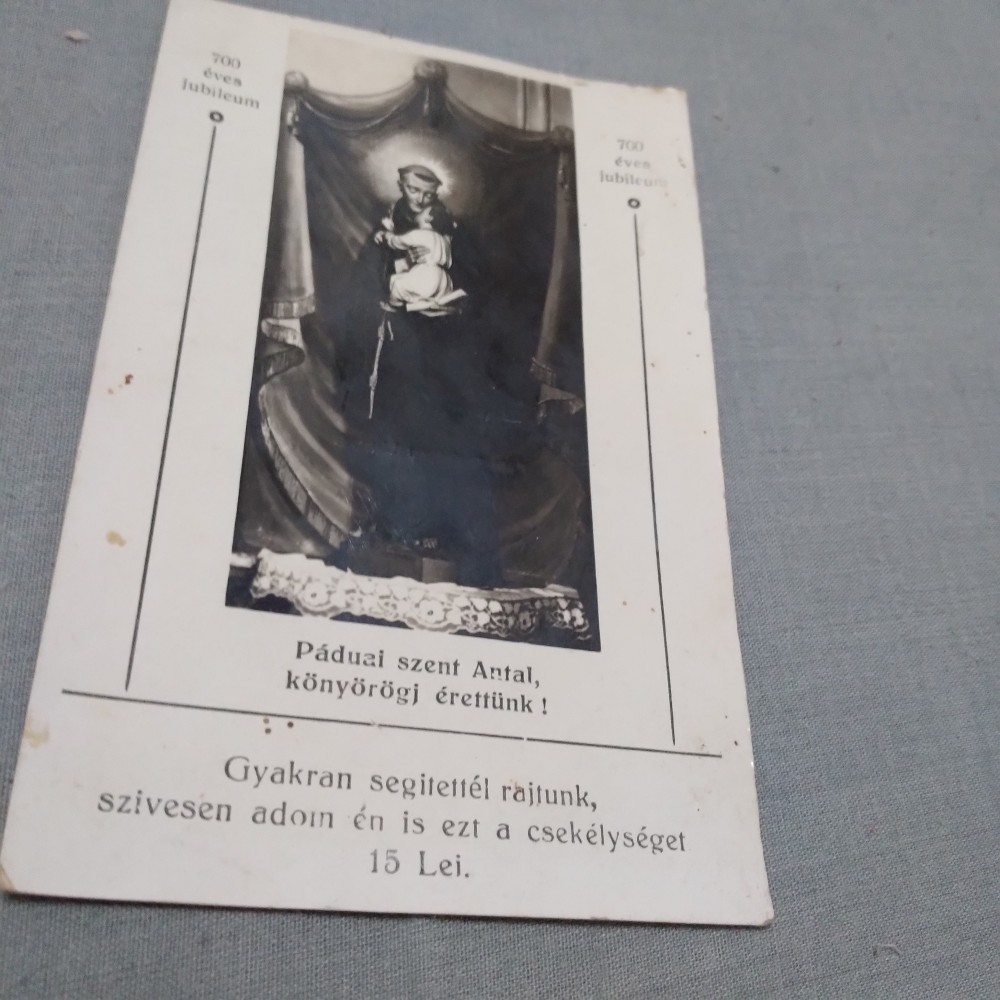 700
éves
jubileum
700
éves
jubileum
Páduai szent Antal,
könyörögj érettünk!
Gyakran segitettél rajtunk,
szivesen adom én is ezt a csekélységet
15 Lei.